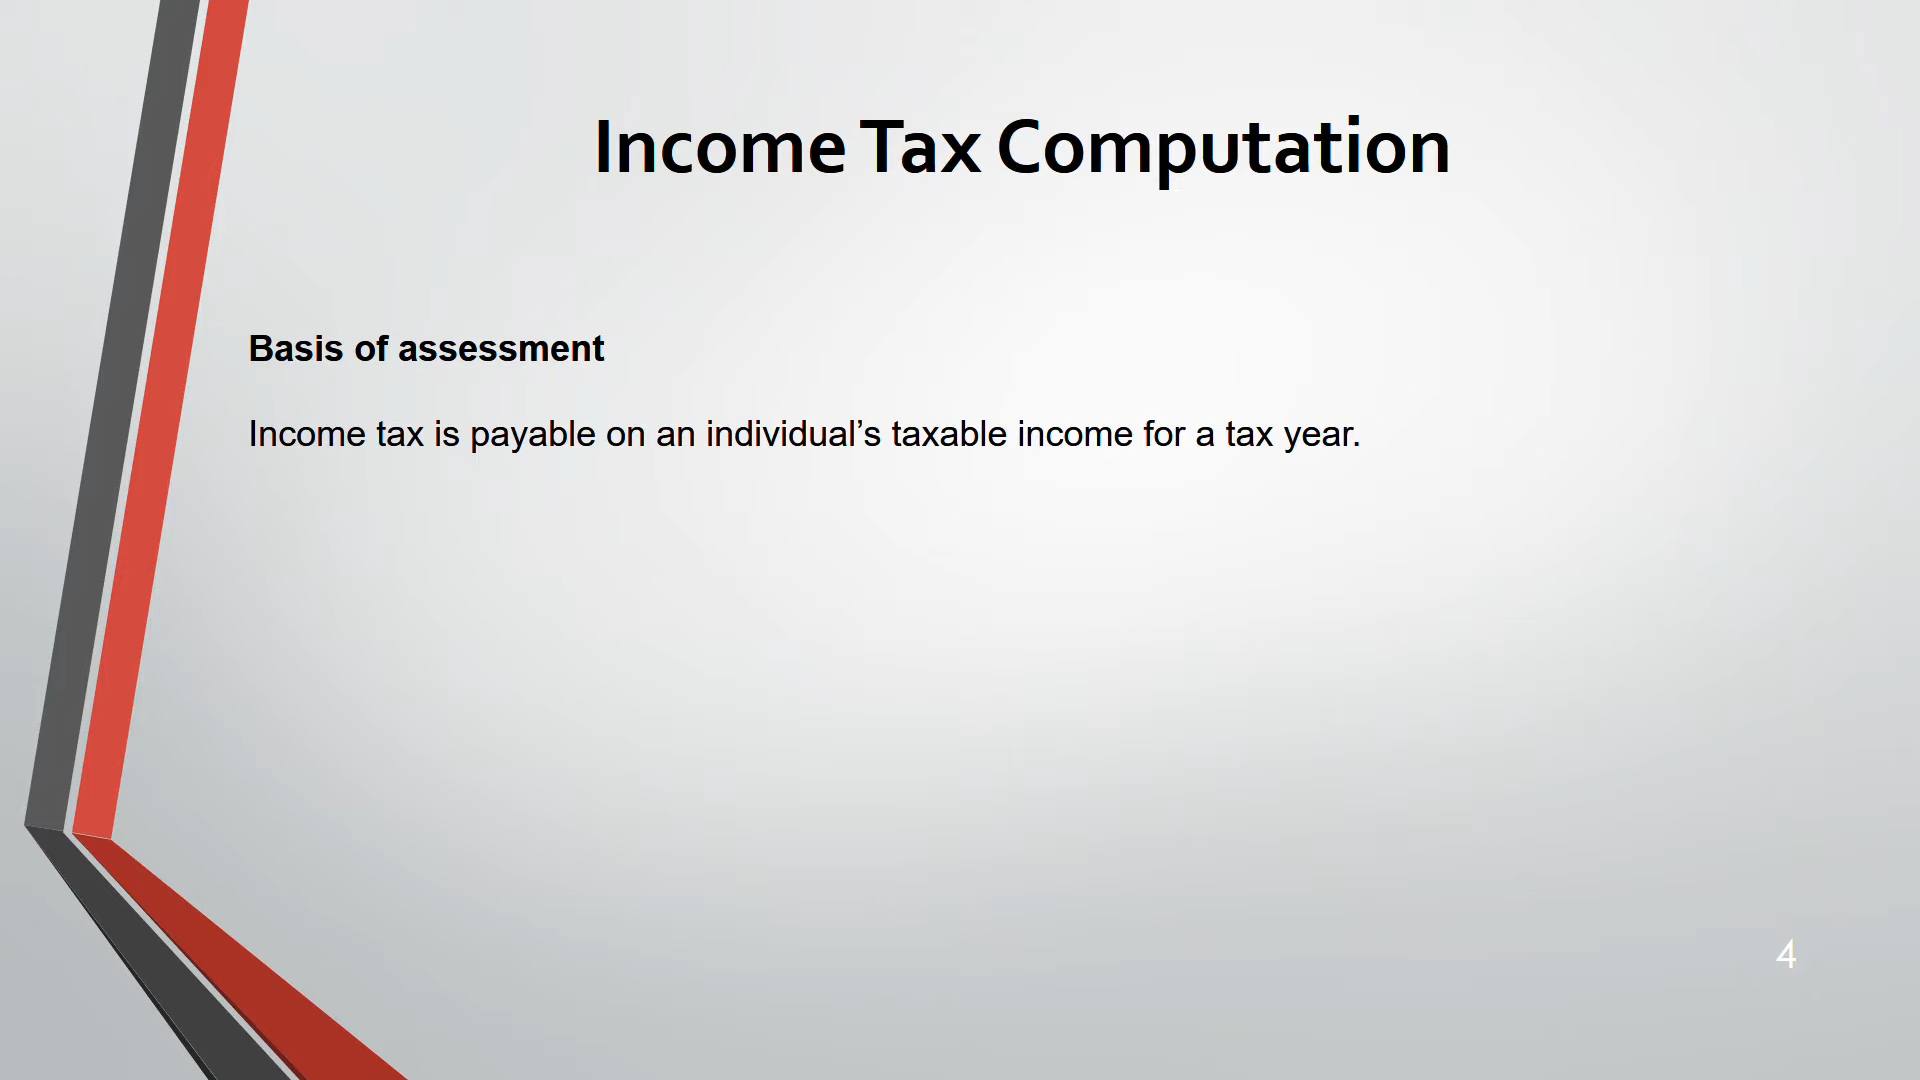 Income Tax Computation
Basis of assessment
Income tax is payable on an individual’s taxable income for a tax year.
4